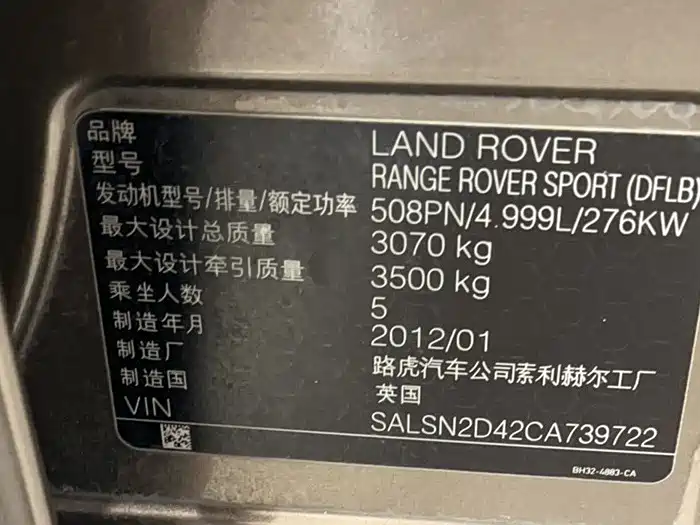 品牌 LAND ROVER
型号 RANGE ROVER SPORT (DFLB)
发动机型号/排量/额定功率 508PN/4.999L/276KW
最大设计总质量 3070 kg
最大设计牵引质量 3500 kg
乘坐人数 5
制造年月 2012/01
制造厂 路虎汽车公司索利赫尔工厂
制造国 英国
VIN SALSN2D42CA739722
BH32-4883-CA